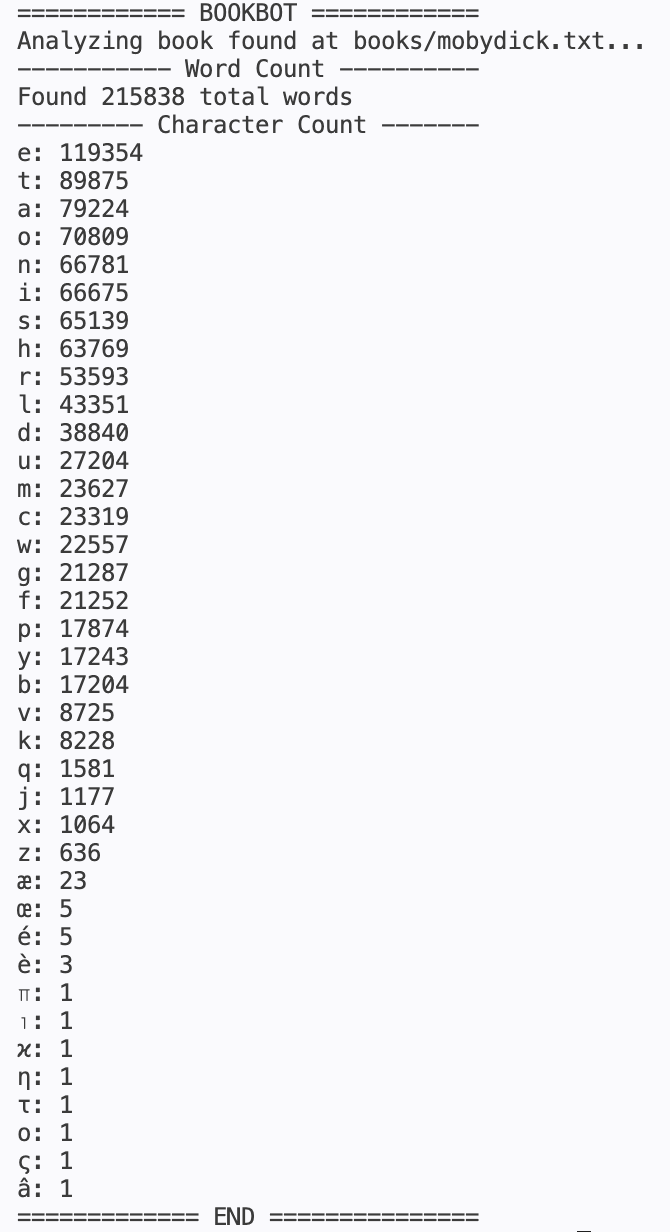 ============ BOOKBOT ============
Analyzing book found at books/mobydick.txt...
----------- Word Count ----------
Found 215838 total words
--------- Character Count -------
e: 119354
t: 89875
a: 79224
o: 70809
n: 66781
i: 66675
s: 65139
h: 63769
r: 53593
l: 43351
d: 38840
u: 27204
m: 23627
c: 23319
w: 22557
g: 21287
f: 21252
p: 17874
y: 17243
b: 17204
v: 8725
k: 8228
q: 1581
j: 1177
x: 1064
z: 636
æ: 23
œ: 5
é: 5
è: 3
ח: 1
ו: 1
ϰ: 1
η: 1
τ: 1
ο: 1
ς: 1
â: 1
============= END ===============